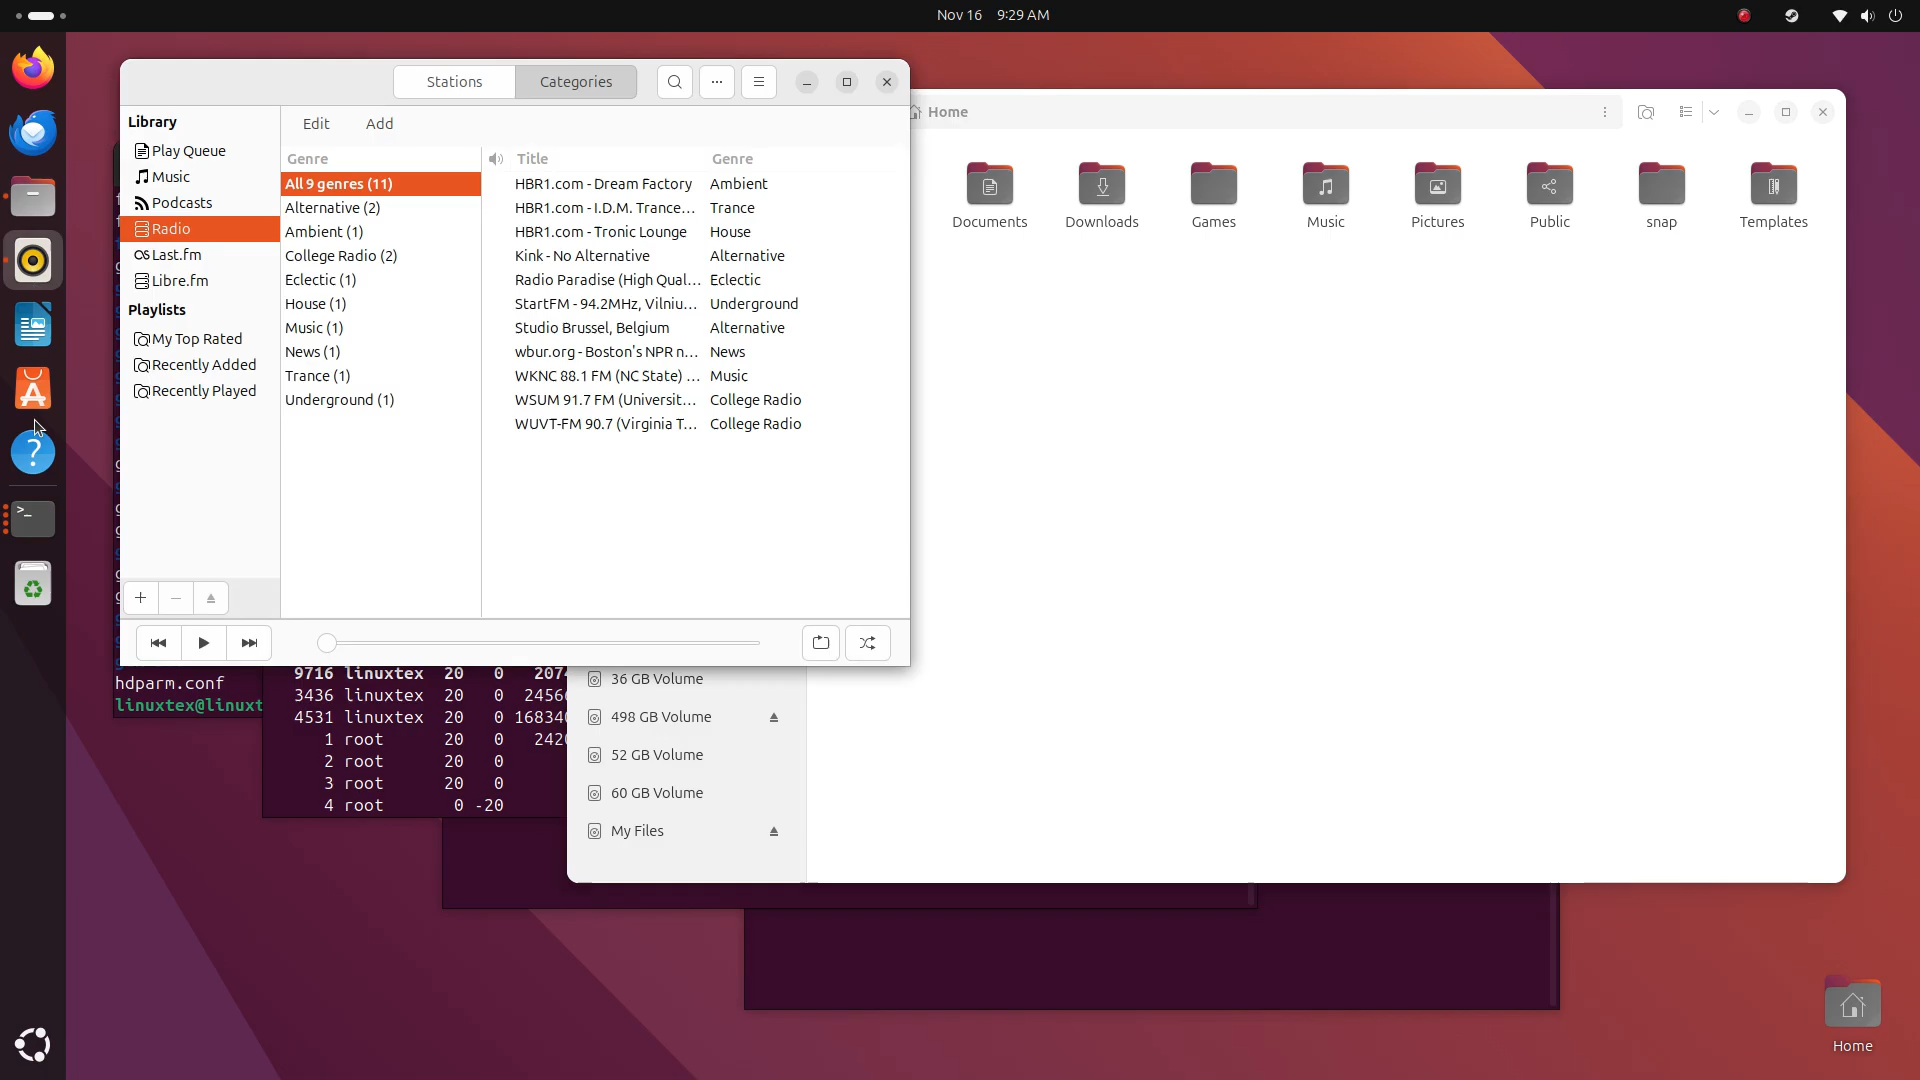 Nov 16 9:29 AM
Stations Categories
Library
Play Queue
Music
Podcasts
Radio
Last.fm
Libre.fm
Playlists
My Top Rated
Recently Added
Recently Played
Edit Add
Genre
All 9 genres (11)
Alternative (2)
Ambient (1)
College Radio (2)
Eclectic (1)
House (1)
Music (1)
News (1)
Trance (1)
Underground (1)
Title Genre
HBR1.com - Dream Factory Ambient
HBR1.com - I.D.M. Trance... Trance
HBR1.com - Tronic Lounge House
Kink - No Alternative Alternative
Radio Paradise (High Qual... Eclectic
StartFM - 94.2MHz, Vilniu... Underground
Studio Brussel, Belgium Alternative
wbur.org - Boston's NPR n... News
WKNC 88.1 FM (NC State) ... Music
WSUM 91.7 FM (Universit... College Radio
WUVT-FM 90.7 (Virginia T... College Radio
Home
Documents Downloads Games Music Pictures Public snap Templates
36 GB Volume
498 GB Volume
52 GB Volume
60 GB Volume
My Files
hdparm.conf
linuxtex@linuxt
9716 linuxtex 20 0 2074
3436 linuxtex 20 0 2456
4531 linuxtex 20 0 16834
1 root 20 0 242
2 root 20 0
3 root 20 0
4 root 0 -20
Home